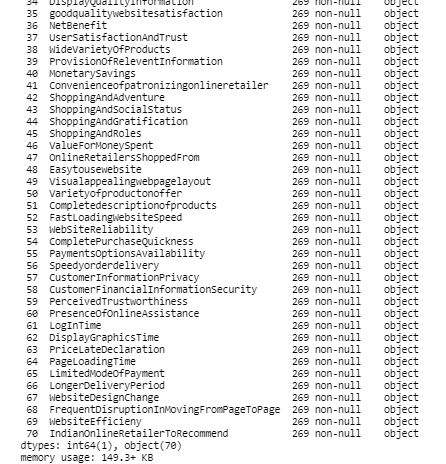 34 DisplayQualityInformation 269 non-null object
35 goodqualitywebsitesatisfaction 269 non-null object
36 NetBenefit 269 non-null object
37 UserSatisfactionAndTrust 269 non-null object
38 WideVarietyOfProducts 269 non-null object
39 ProvisionOfReleventInformation 269 non-null object
40 MonetarySavings 269 non-null object
41 Convenienceofpatronizingonlineretailer 269 non-null object
42 ShoppingAndAdventure 269 non-null object
43 ShoppingAndSocialStatus 269 non-null object
44 ShoppingAndGratification 269 non-null object
45 ShoppingAndRoles 269 non-null object
46 ValueForMoneySpent 269 non-null object
47 OnlineRetailersShoppedFrom 269 non-null object
48 Easytousewebsite 269 non-null object
49 Visualappealingwebpagelayout 269 non-null object
50 Varietyofproductonoffer 269 non-null object
51 Completedescriptionofproducts 269 non-null object
52 FastLoadingWebsiteSpeed 269 non-null object
53 WebSiteReliability 269 non-null object
54 CompletePurchaseQuickness 269 non-null object
55 PaymentsOptionsAvailability 269 non-null object
56 Speedyorderdelivery 269 non-null object
57 CustomerInformationPrivacy 269 non-null object
58 CustomerFinancialInformationSecurity 269 non-null object
59 PerceivedTrustworthiness 269 non-null object
60 PresenceOfOnlineAssistance 269 non-null object
61 LogInTime 269 non-null object
62 DisplayGraphicsTime 269 non-null object
63 PriceLateDeclaration 269 non-null object
64 PageLoadingTime 269 non-null object
65 LimitedModeOfPayment 269 non-null object
66 LongerDeliveryPeriod 269 non-null object
67 WebsiteDesignChange 269 non-null object
68 FrequentDisruptionInMovingFromPageToPage 269 non-null object
69 WebsiteEfficieny 269 non-null object
70 IndianOnlineRetailerToRecommend 269 non-null object
dtypes: int64(1), object(70)
memory usage: 149.3+ KB